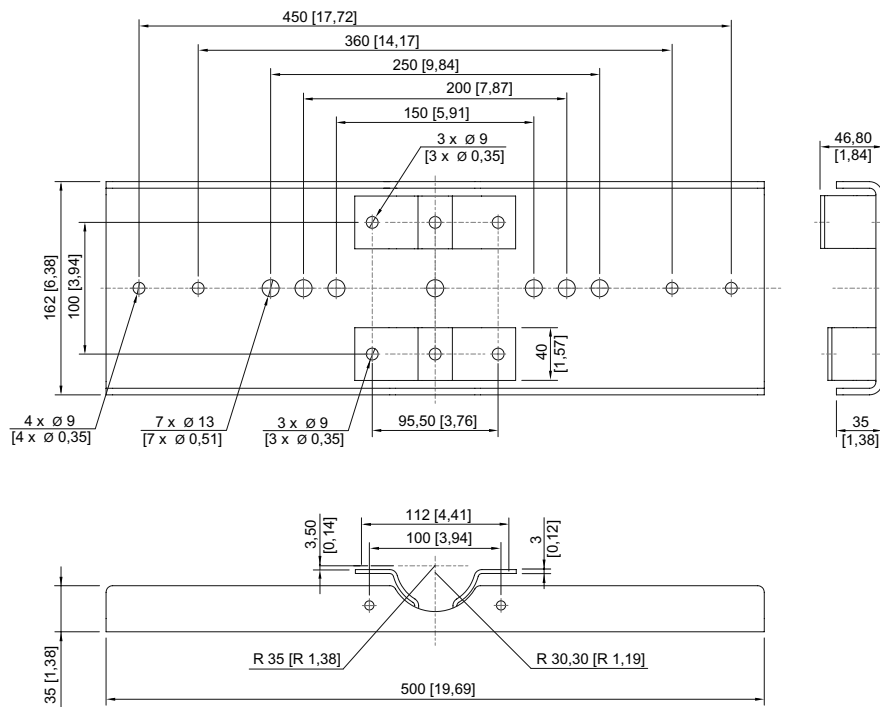 450 [17,72]
360 [14,17]
250 [9,84]
200 [7,87]
150 [5,91]
3 x Ø 9
[3 x Ø 0,35]
46,80
[1,84]
162 [6,38]
100 [3,94]
40
[1,57]
4 x Ø 9
[4 x Ø 0,35]
7 x Ø 13
[7 x Ø 0,51]
3 x Ø 9
[3 x Ø 0,35]
95,50 [3,76]
35
[1,38]
3,50
[0,14]
112 [4,41]
100 [3,94]
3
[0,12]
35 [1,38]
R 35 [R 1,38]
R 30,30 [R 1,19]
500 [19,69]